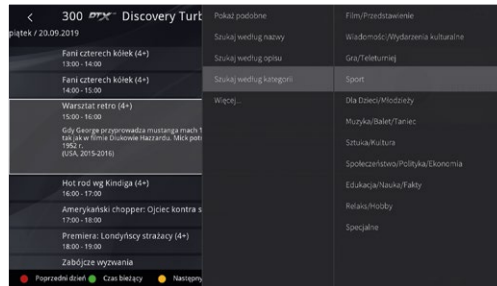 300 DTX Discovery Turb
piątek / 20.09.2019
Fani czterech kółek (4+)
13:00 - 14:00
Fani czterech kółek (4+)
14:00 - 15:00
Warsztat retro (4+)
15:00 - 16:00
Gdy George przyprowadza mustanga mach 1
tak jak w filmie Diukowie Hazzardu. Mick pot
1952 r.
(USA, 2015-2016)
Hot rod wg Kindiga (4+)
16:00 - 17:00
Amerykański chopper: Ojciec kontra s
17:00 - 18:00
Premiera: Londyńscy strażacy (4+)
18:00 - 19:00
Zabójcze wyzwania
Poprzedni dzień Czas bieżący Następny
Pokaż podobne
Szukaj według nazwy
Szukaj według opisu
Szukaj według kategorii
Więcej...
Film/Przedstawienie
Wiadomości/Wydarzenia kulturalne
Gra/Teleturniej
Sport
Dla Dzieci/Młodzieży
Muzyka/Balet/Taniec
Sztuka/Kultura
Społeczeństwo/Polityka/Ekonomia
Edukacja/Nauka/Fakty
Relaks/Hobby
Specjalne